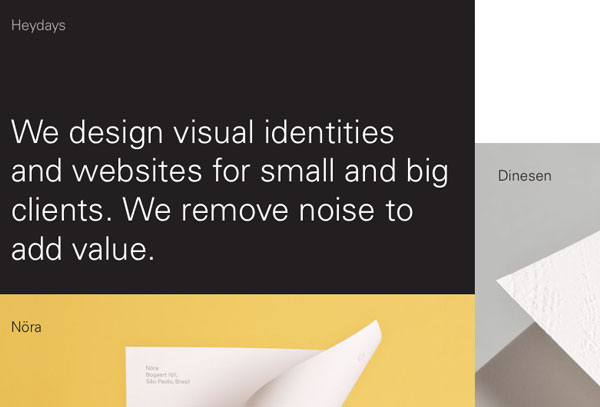 Heydays
We design visual identities
and websites for small and big
clients. We remove noise to
add value.
Dinesen
Nöra
Nöra
Bogaert 197,
São Paulo, Brasil